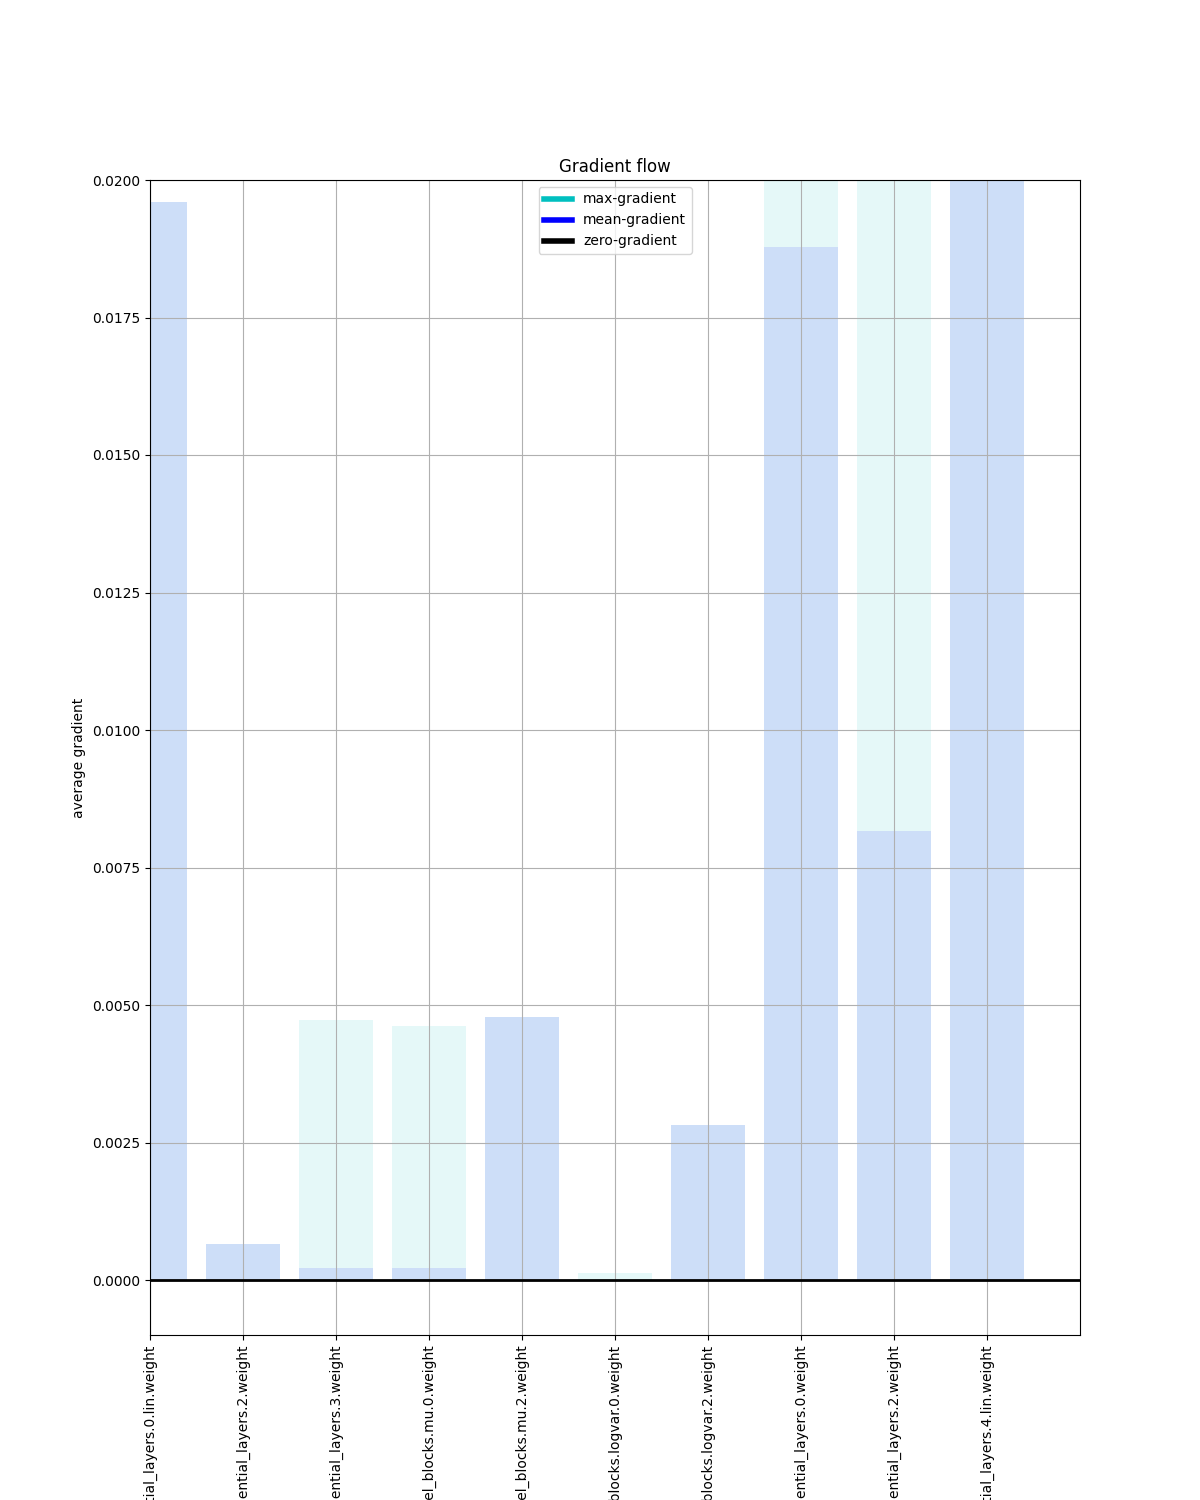 Gradient flow
max-gradient
mean-gradient
zero-gradient
0.0200
0.0175
0.0150
0.0125
0.0100
0.0075
0.0050
0.0025
0.0000
average gradient
tial_layers.0.lin.weight
ential_layers.2.weight
ential_layers.3.weight
el_blocks.mu.0.weight
el_blocks.mu.2.weight
blocks.logvar.0.weight
blocks.logvar.2.weight
ential_layers.0.weight
ential_layers.2.weight
tial_layers.4.lin.weight